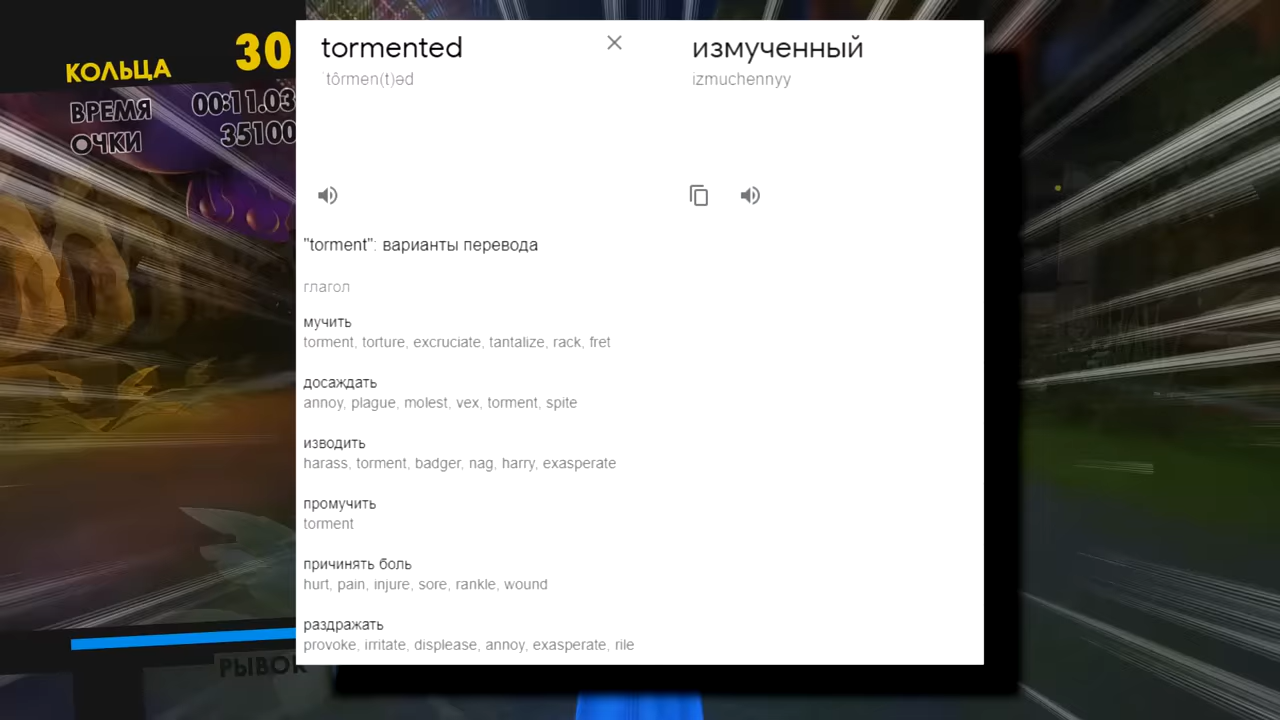 КОЛЬЦА 30
ВРЕМЯ 00:11.03
ОЧКИ 35100
tormented
ˈtôrmen(t)əd
измученный
izmuchennyy
"torment": варианты перевода
глагол
мучить
torment, torture, excruciate, tantalize, rack, fret
досаждать
annoy, plague, molest, vex, torment, spite
изводить
harass, torment, badger, nag, harry, exasperate
промучить
torment
причинять боль
hurt, pain, injure, sore, rankle, wound
раздражать
provoke, irritate, displease, annoy, exasperate, rile
РЫВОК